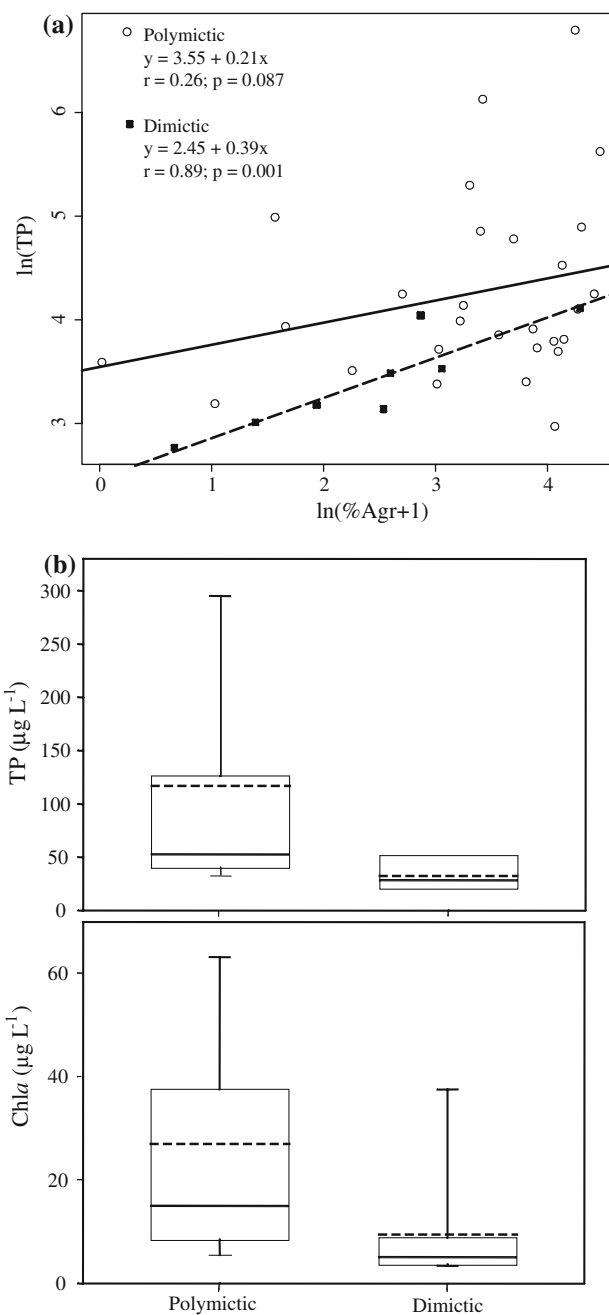 (a)
Polymictic
y = 3.55 + 0.21x
r = 0.26; p = 0.087
Dimictic
y = 2.45 + 0.39x
r = 0.89; p = 0.001
ln(TP)
6
5
4
3
0 1 2 3 4
ln(%Agr+1)
(b)
TP (µg L⁻¹)
300
250
200
150
100
50
0
Chla (µg L⁻¹)
60
40
20
0
Polymictic Dimictic